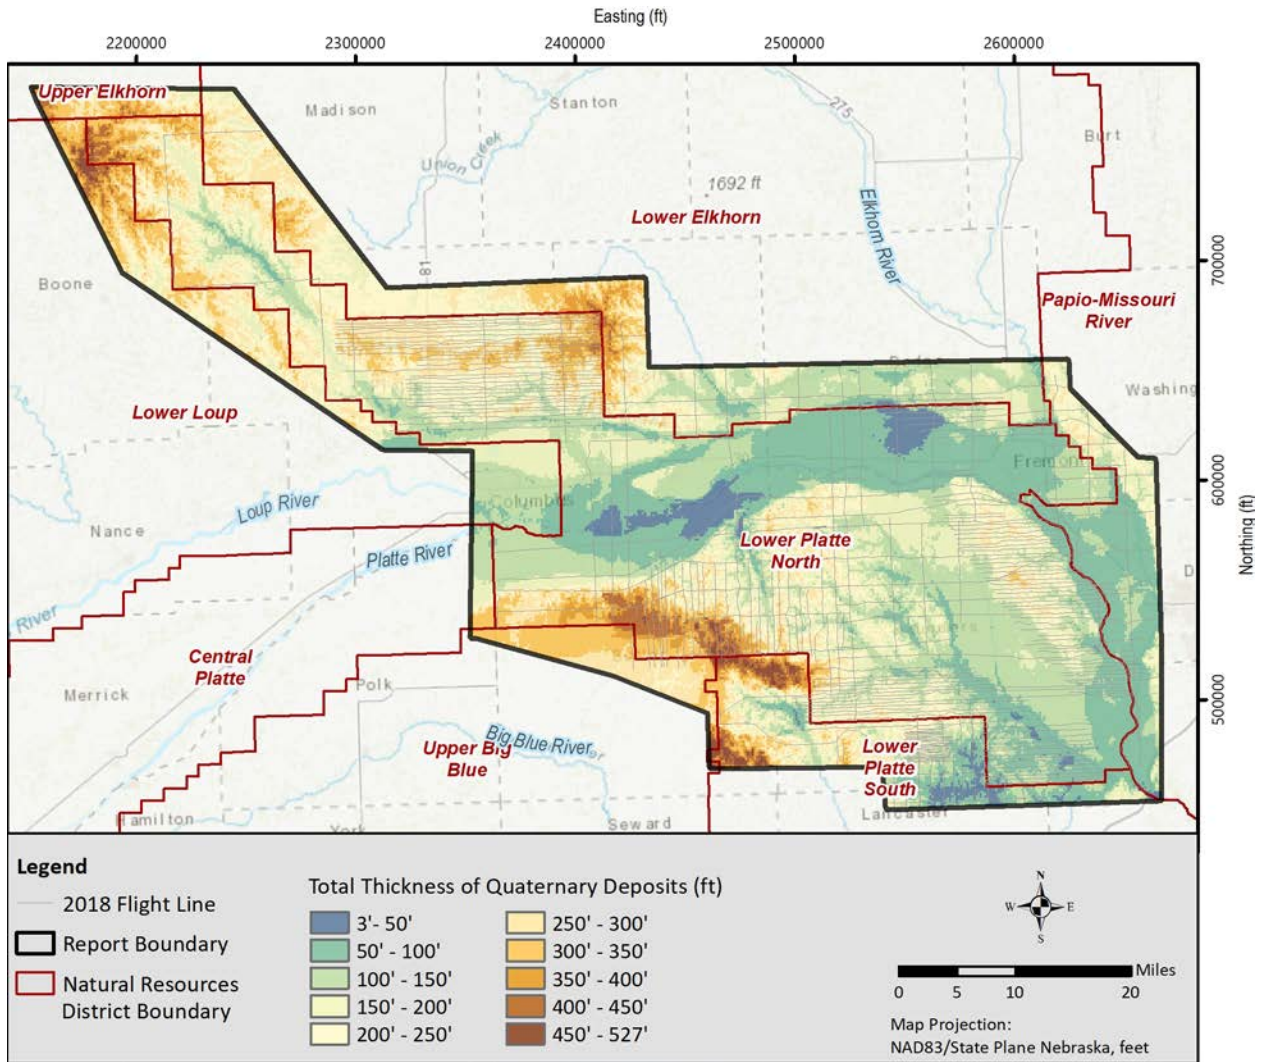 Easting (ft)
2200000
2300000
2400000
2500000
2600000
Upper Elkhorn
Madison
Stanton
275
Burt
Union Creek
1692 ft
Lower Elkhorn
Elkhorn River
700000
81
Boone
Papio-Missouri
River
Washing
Lower Loup
Fremont
Columbus
600000
Loup River
Nance
Platte River
Lower Platte
North
Northing (ft)
D
River
Central
Platte
Merrick
Polk
500000
Big Blue River
er
Upper Big
Blue
Lower
Platte
South
Hamilton
York
Seward
Lancaster
Legend
2018 Flight Line
Report Boundary
Natural Resources
District Boundary
Total Thickness of Quaternary Deposits (ft)
3'- 50'
50' - 100'
100' - 150'
150' - 200'
200' - 250'
250' - 300'
300' - 350'
350' - 400'
400' - 450'
450' - 527'
N
W
E
S
Miles
0
5
10
20
Map Projection:
NAD83/State Plane Nebraska, feet